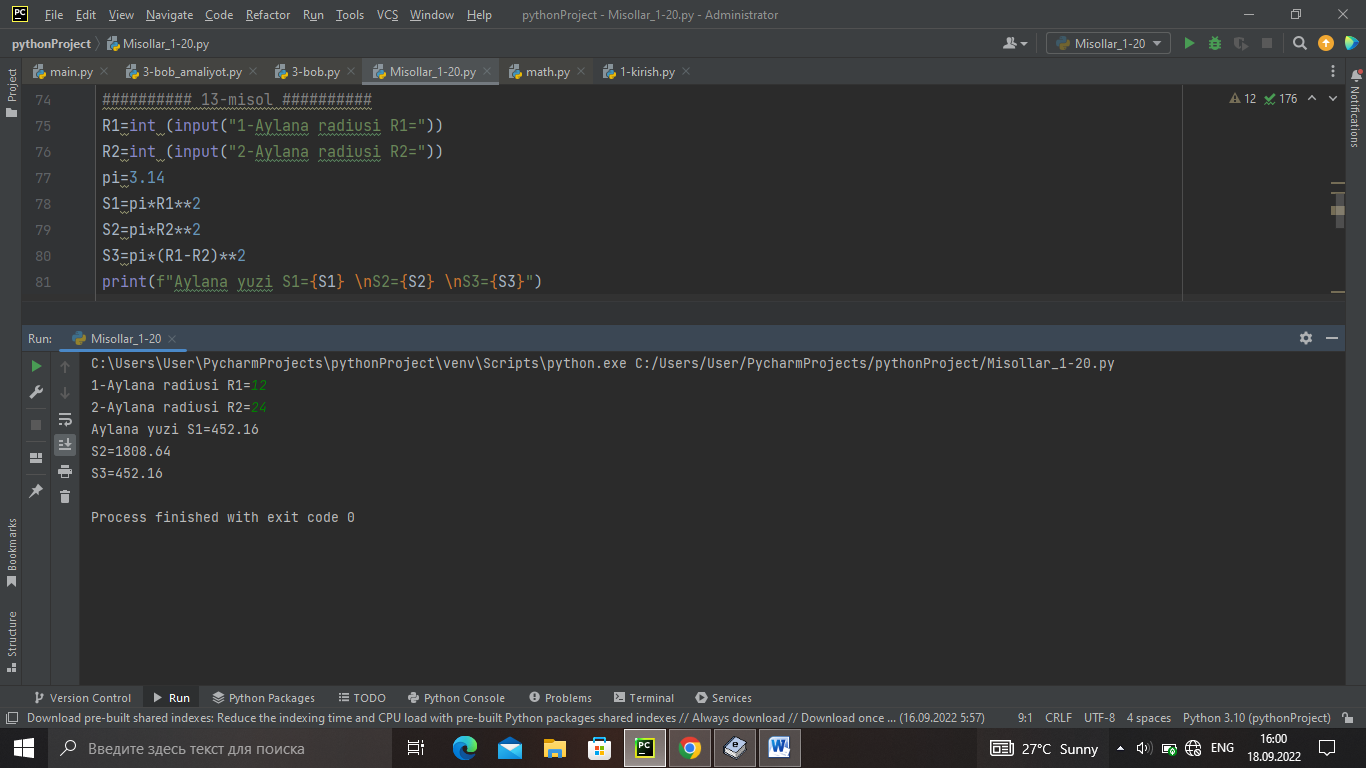 PC File Edit View Navigate Code Refactor Run Tools VCS Window Help pythonProject - Misollar_1-20.py - Administrator
pythonProject Misollar_1-20.py Misollar_1-20
main.py 3-bob_amaliyot.py 3-bob.py Misollar_1-20.py math.py 1-kirish.py
Project
Notifications
12 176
74 ########## 13-misol ##########
75 R1=int (input("1-Aylana radiusi R1="))
76 R2=int (input("2-Aylana radiusi R2="))
77 pi=3.14
78 S1=pi*R1**2
79 S2=pi*R2**2
80 S3=pi*(R1-R2)**2
81 print(f"Aylana yuzi S1={S1} \nS2={S2} \nS3={S3}")
Run: Misollar_1-20
C:\Users\User\PycharmProjects\pythonProject\venv\Scripts\python.exe C:/Users/User/PycharmProjects/pythonProject/Misollar_1-20.py
1-Aylana radiusi R1=12
2-Aylana radiusi R2=24
Aylana yuzi S1=452.16
S2=1808.64
S3=452.16
Process finished with exit code 0
Bookmarks
Structure
Version Control Run Python Packages TODO Python Console Problems Terminal Services
Download pre-built shared indexes: Reduce the indexing time and CPU load with pre-built Python packages shared indexes // Always download // Download once ... (16.09.2022 5:57) 9:1 CRLF UTF-8 4 spaces Python 3.10 (pythonProject)
Введите здесь текст для поиска PC W 27°C Sunny ENG 16:00
18.09.2022